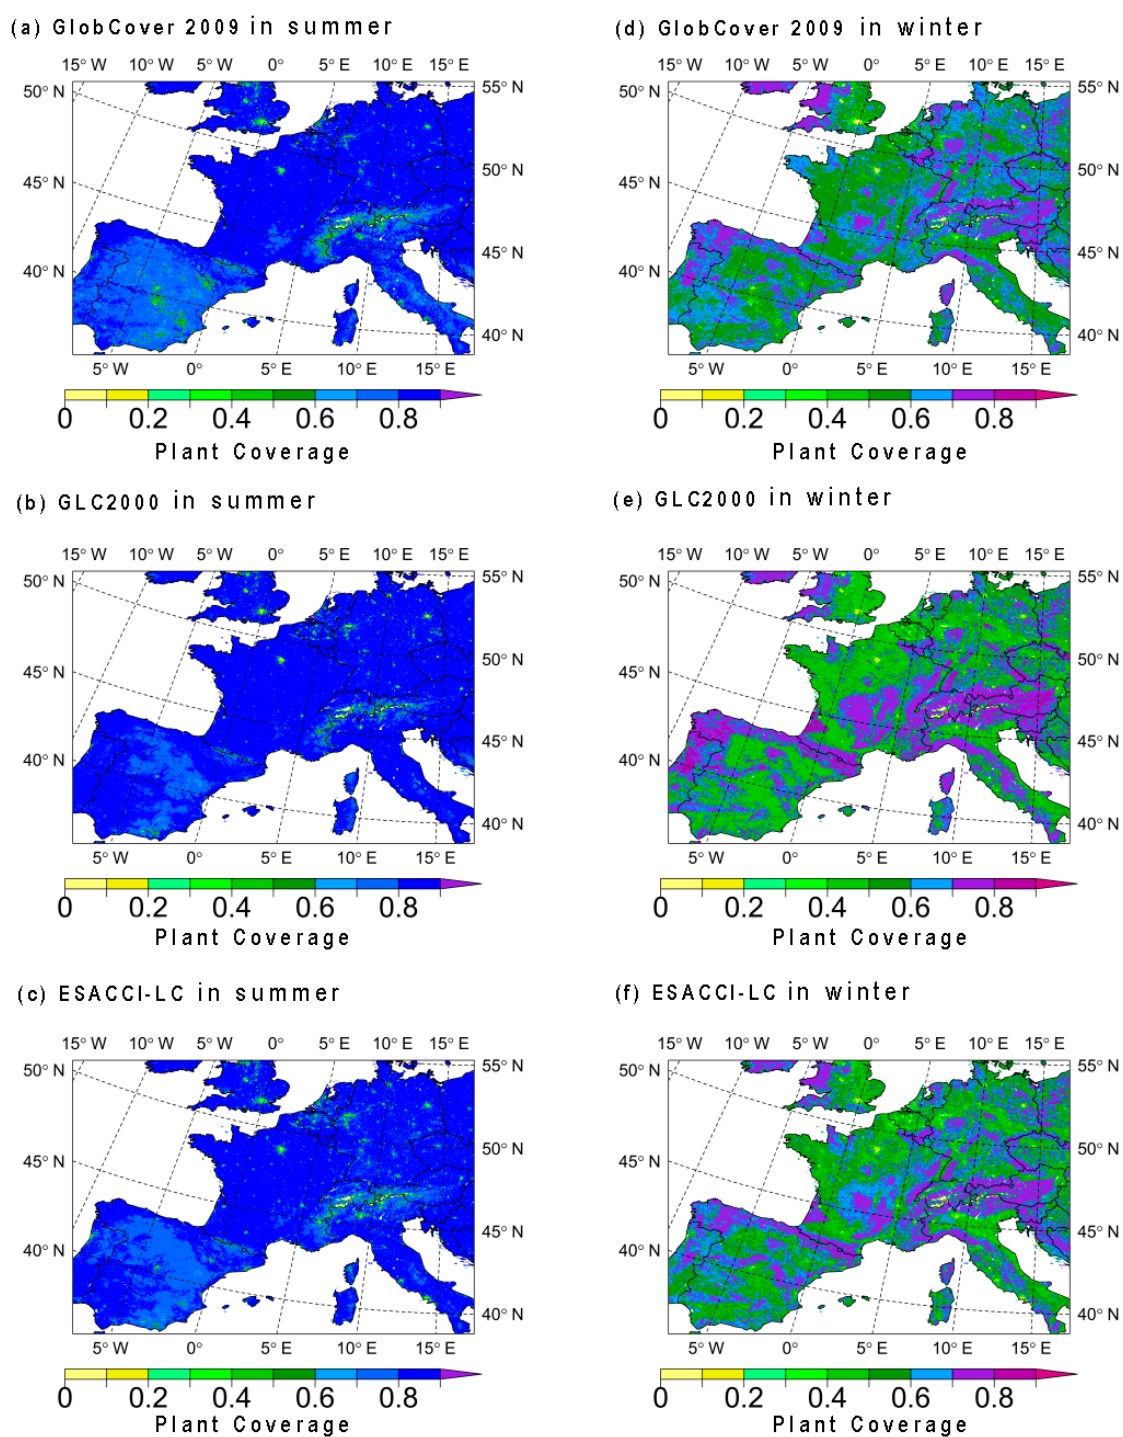 (a) GlobCover 2009 in summer
(d) GlobCover 2009 in winter
15° W 10° W 5° W 0° 5° E 10° E 15° E
15° W 10° W 5° W 0° 5° E 10° E 15° E
50° N 55° N
50° N 55° N
45° N 50° N
45° N 50° N
40° N 45° N
40° N 45° N
40° N
40° N
5° W 0° 5° E 10° E 15° E
5° W 0° 5° E 10° E 15° E
0 0.2 0.4 0.6 0.8
0 0.2 0.4 0.6 0.8
Plant Coverage
Plant Coverage
(b) GLC2000 in summer
(e) GLC2000 in winter
15° W 10° W 5° W 0° 5° E 10° E 15° E
15° W 10° W 5° W 0° 5° E 10° E 15° E
50° N 55° N
50° N 55° N
45° N 50° N
45° N 50° N
40° N 45° N
40° N 45° N
40° N
40° N
5° W 0° 5° E 10° E 15° E
5° W 0° 5° E 10° E 15° E
0 0.2 0.4 0.6 0.8
0 0.2 0.4 0.6 0.8
Plant Coverage
Plant Coverage
(c) ESACCI-LC in summer
(f) ESACCI-LC in winter
15° W 10° W 5° W 0° 5° E 10° E 15° E
15° W 10° W 5° W 0° 5° E 10° E 15° E
50° N 55° N
50° N 55° N
45° N 50° N
45° N 50° N
40° N 45° N
40° N 45° N
40° N
40° N
5° W 0° 5° E 10° E 15° E
5° W 0° 5° E 10° E 15° E
0 0.2 0.4 0.6 0.8
0 0.2 0.4 0.6 0.8
Plant Coverage
Plant Coverage